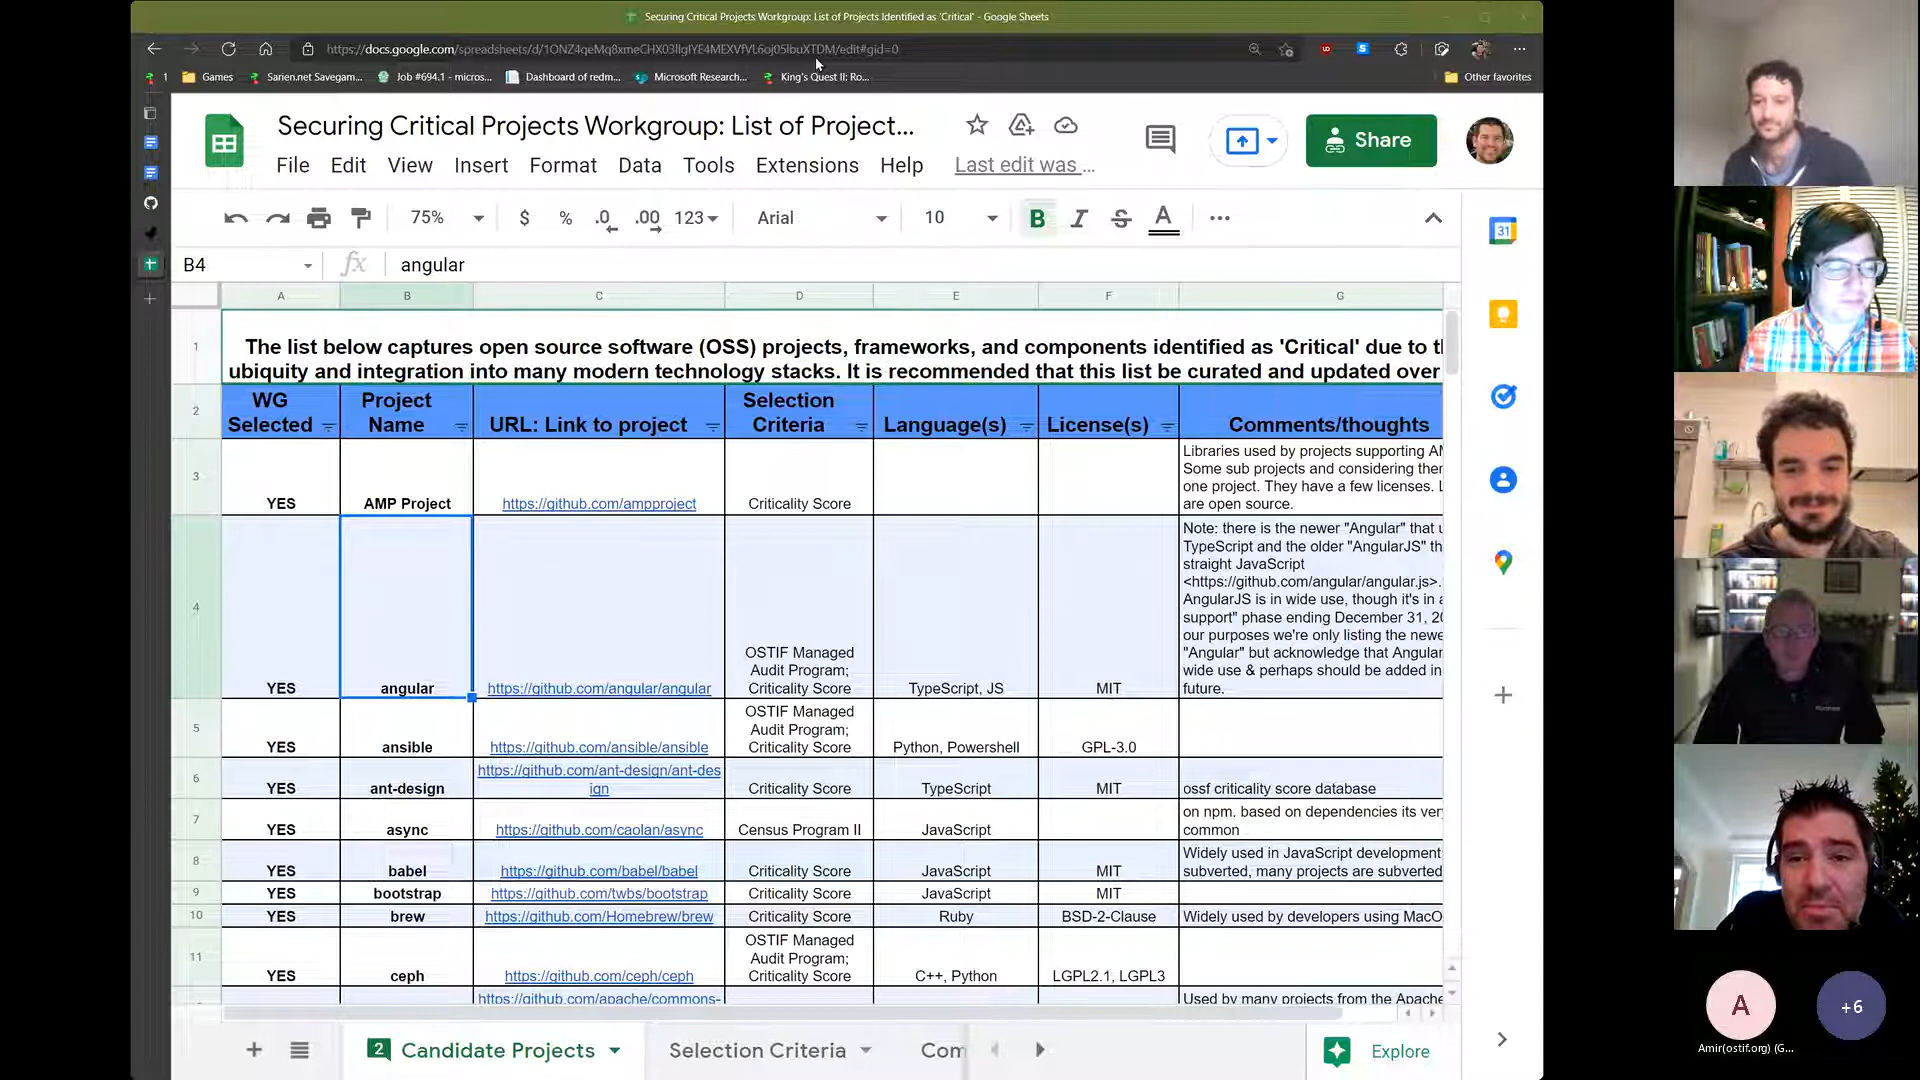 Securing Critical Projects Workgroup: List of Projects Identified as 'Critical' - Google Sheets
1
Games
Sarien.net Savegam...
Job #694.1 - micros...
Dashboard of redm...
Microsoft Research...
King's Quest II: Ro...
Other favorites
Securing Critical Projects Workgroup: List of Project...
Share
File Edit View Insert Format Data Tools Extensions Help Last edit was ...
75% $ % .0 .00 123 Arial 10 B I S A
31
B4 fx angular
A B C D E F G
1
The list below captures open source software (OSS) projects, frameworks, and components identified as 'Critical' due to th
ubiquity and integration into many modern technology stacks. It is recommended that this list be curated and updated over
2
WG Selected
Project Name
URL: Link to project
Selection Criteria
Language(s)
License(s)
Comments/thoughts
3
YES
AMP Project
https://github.com/ampproject
Criticality Score
Libraries used by projects supporting AM
Some sub projects and considering them
one project. They have a few licenses. L
are open source.
4
YES
angular
https://github.com/angular/angular
OSTIF Managed
Audit Program;
Criticality Score
TypeScript, JS
MIT
Note: there is the newer "Angular" that u
TypeScript and the older "AngularJS" th
straight JavaScript
<https://github.com/angular/angular.js>.
AngularJS is in wide use, though it's in a
support" phase ending December 31, 20
our purposes we're only listing the newe
"Angular" but acknowledge that Angular
wide use & perhaps should be added in
future.
5
YES
ansible
https://github.com/ansible/ansible
OSTIF Managed
Audit Program;
Criticality Score
Python, Powershell
GPL-3.0
6
YES
ant-design
https://github.com/ant-design/ant-des
ign
Criticality Score
TypeScript
MIT
ossf criticality score database
7
YES
async
https://github.com/caolan/async
Census Program II
JavaScript
on npm. based on dependencies its very
common
8
YES
babel
https://github.com/babel/babel
Criticality Score
JavaScript
MIT
Widely used in JavaScript development
subverted, many projects are subverted
9
YES
bootstrap
https://github.com/twbs/bootstrap
Criticality Score
JavaScript
MIT
10
YES
brew
https://github.com/Homebrew/brew
Criticality Score
Ruby
BSD-2-Clause
Widely used by developers using MacO
11
YES
ceph
https://github.com/ceph/ceph
OSTIF Managed
Audit Program;
Criticality Score
C++, Python
LGPL2.1, LGPL3
https://github.com/apache/commons-
Used by many projects from the Apache
2 Candidate Projects
Selection Criteria
Com
Explore
A
+6
Amir(ostif.org) (G...